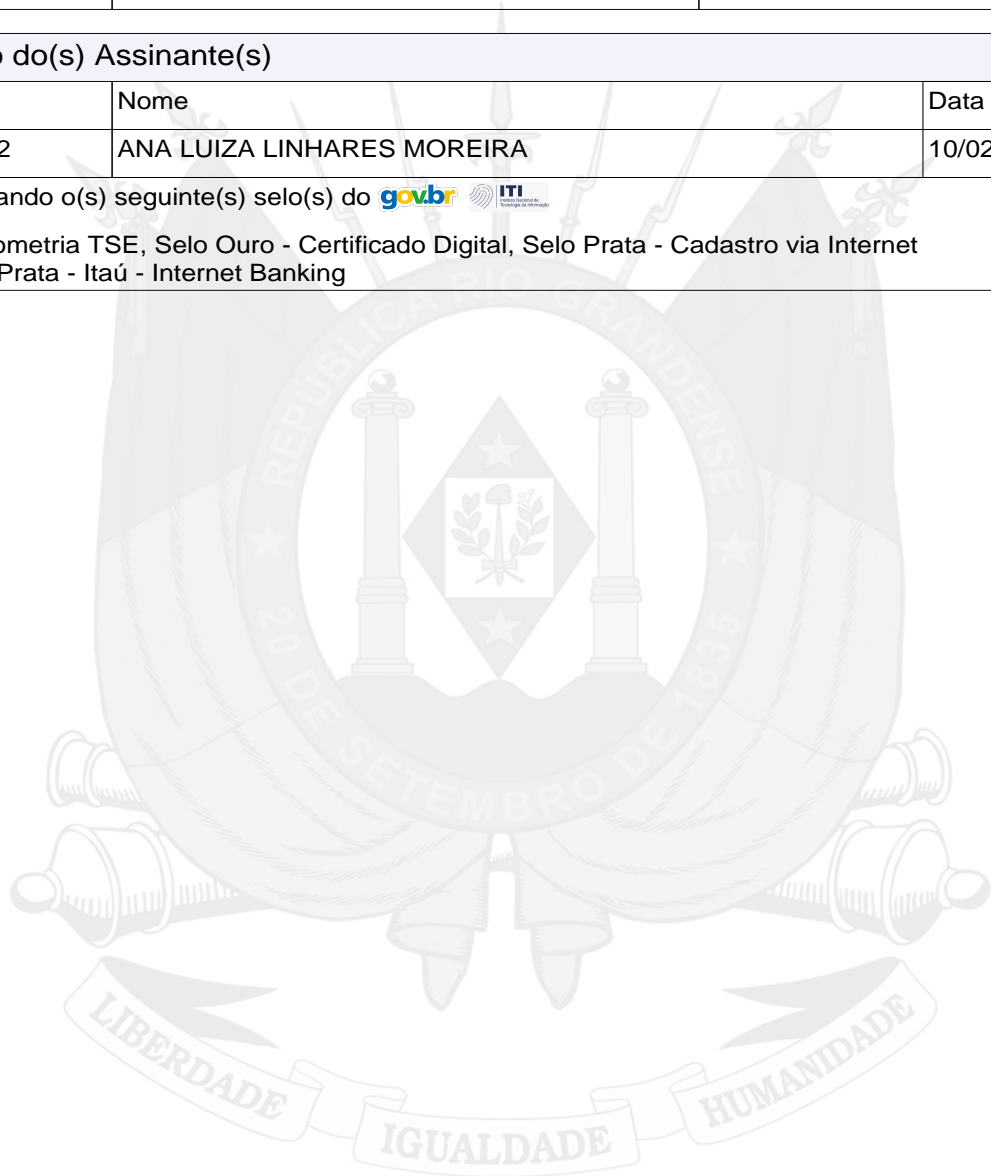 o do(s) Assinante(s)
Nome Data
2 ANA LUIZA LINHARES MOREIRA 10/02
ando o(s) seguinte(s) selo(s) do gov.br ITI
ometria TSE, Selo Ouro - Certificado Digital, Selo Prata - Cadastro via Internet
Prata - Itaú - Internet Banking
REPÚBLICA RIO-GRANDENSE
20 DE SETEMBRO DE 1835
LIBERDADE IGUALDADE HUMANIDADE